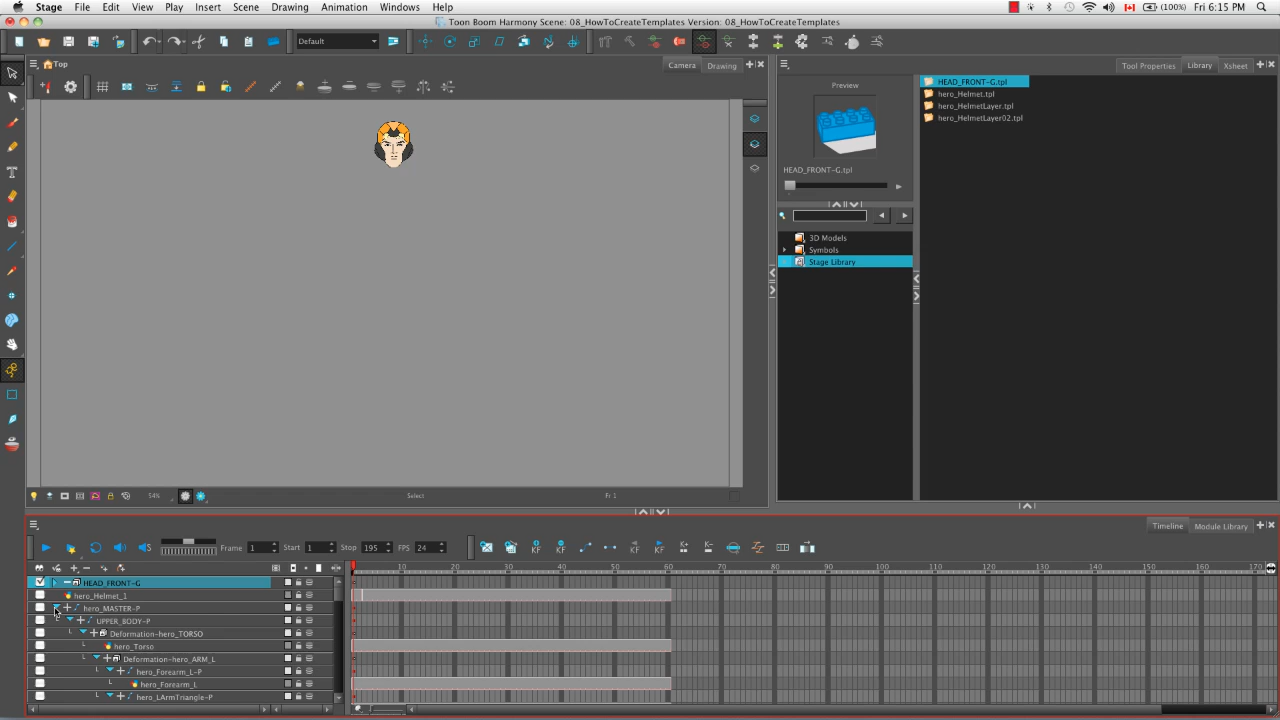 Stage File Edit View Play Insert Scene Drawing Animation Windows Help (100%) Fri 6:15 PM
Toon Boom Harmony Scene: 08_HowToCreateTemplates Version: 08_HowToCreateTemplates
Default
Top Camera Drawing
Tool Properties Library Xsheet
Preview
HEAD_FRONT-G.tpl
HEAD_FRONT-G.tpl
hero_Helmet.tpl
hero_HelmetLayer.tpl
hero_HelmetLayer02.tpl
3D Models
Symbols
Stage Library
54% Select Fr 1
Timeline Module Library
Frame 1 Start 1 Stop 195 FPS 24
10 20 30 40 50 60 70 80 90 100 110 120 130 140 150 160 170
HEAD_FRONT-G
hero_Helmet_1
hero_MASTER-P
UPPER_BODY-P
Deformation-hero_TORSO
hero_Torso
Deformation-hero_ARM_L
hero_Forearm_L-P
hero_Forearm_L
hero_LArmTriangle-P